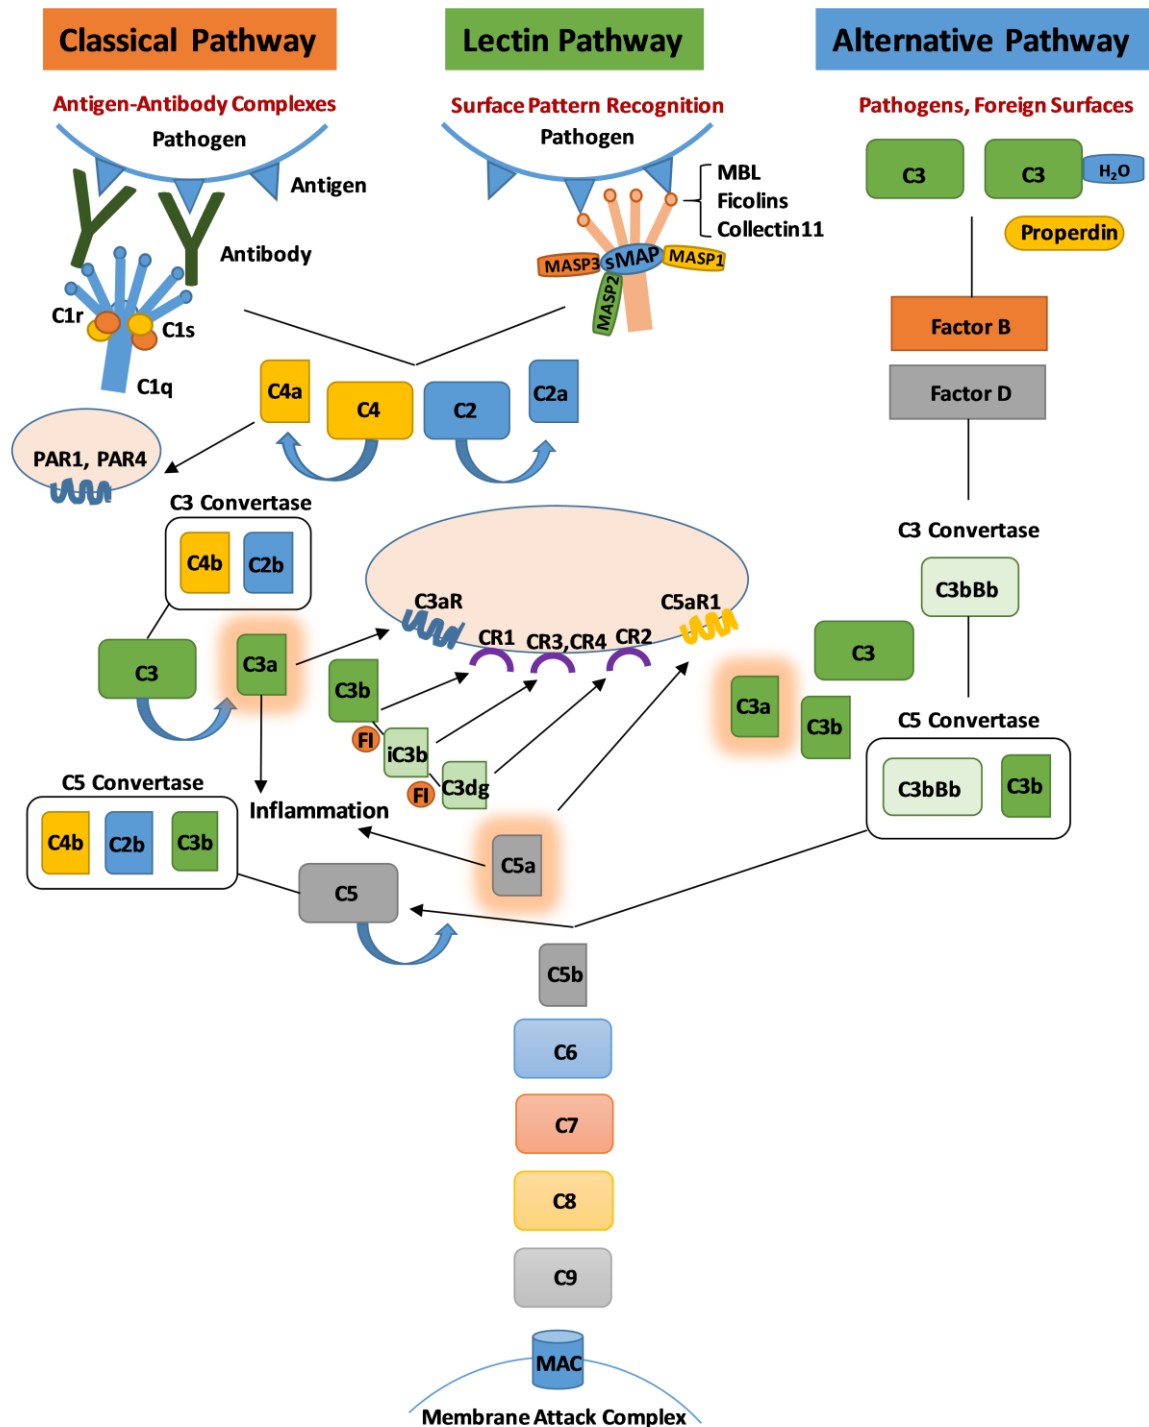 Classical Pathway
Lectin Pathway
Alternative Pathway
Antigen-Antibody Complexes
Pathogen
Antigen
Antibody
C1r
C1s
C1q
Surface Pattern Recognition
Pathogen
MBL
Ficolins
Collectin11
MASP3
sMAP
MASP1
MASP2
Pathogens, Foreign Surfaces
C3
C3
H₂O
Properdin
Factor B
Factor D
C4a
C4
C2
C2a
PAR1, PAR4
C3 Convertase
C4b
C2b
C3
C3a
C3aR
CR1
CR3,CR4
CR2
C5aR1
C3b
FI
iC3b
FI
C3dg
Inflammation
C3 Convertase
C3bBb
C3
C3a
C3b
C5 Convertase
C3bBb
C3b
C5 Convertase
C4b
C2b
C3b
C5
C5a
C5b
C6
C7
C8
C9
MAC
Membrane Attack Complex